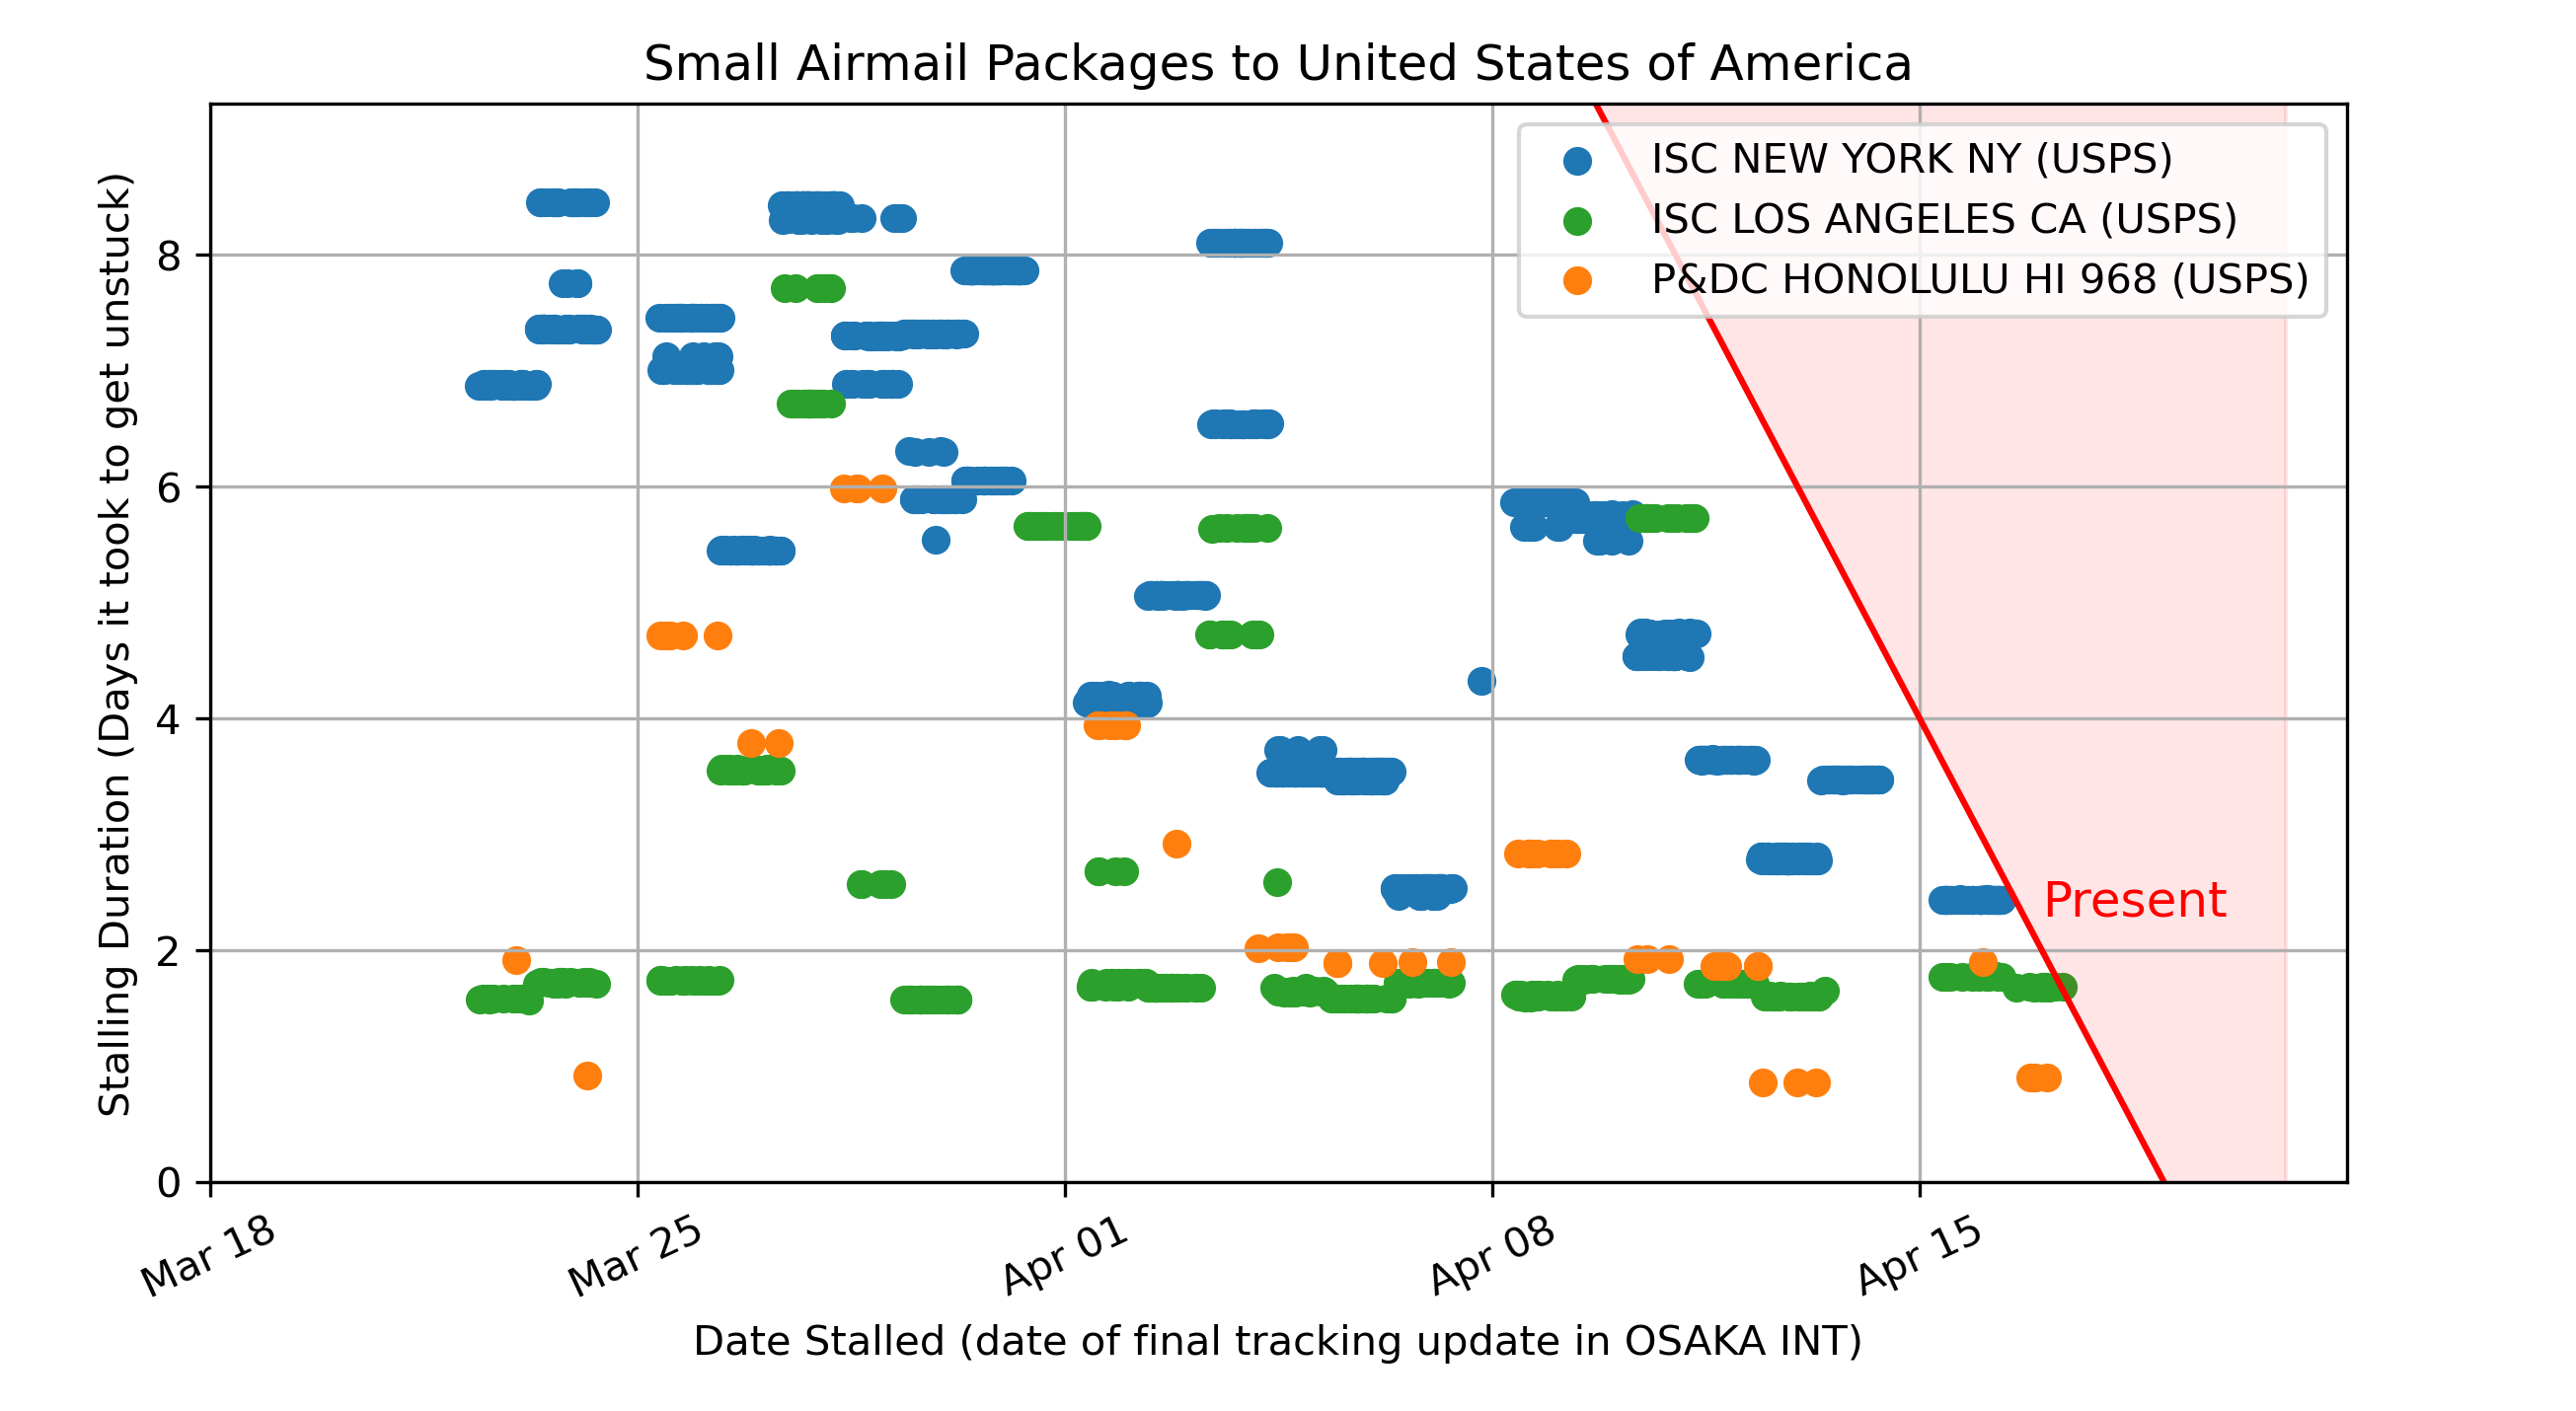 Small Airmail Packages to United States of America
Stalling Duration (Days it took to get unstuck)
8
6
4
2
0
ISC NEW YORK NY (USPS)
ISC LOS ANGELES CA (USPS)
P&DC HONOLULU HI 968 (USPS)
Present
Mar 18
Mar 25
Apr 01
Apr 08
Apr 15
Date Stalled (date of final tracking update in OSAKA INT)